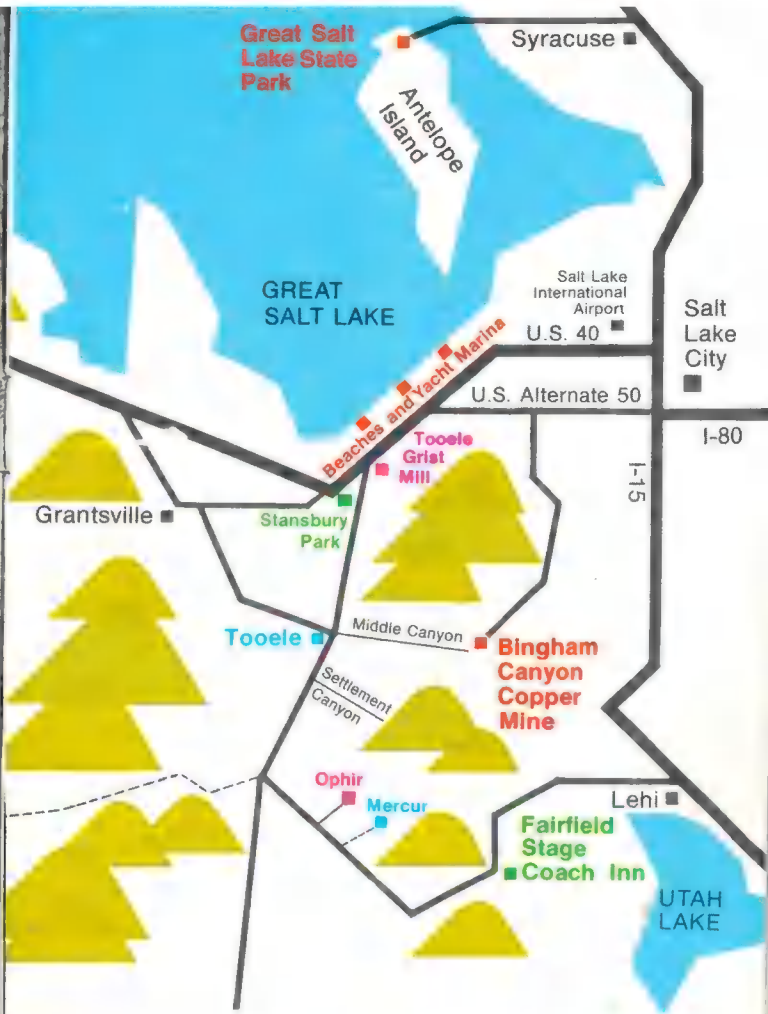 Great Salt
Lake State
Park
Syracuse
Antelope
Island
GREAT
SALT LAKE
Salt Lake
International
Airport
U.S. 40
Salt
Lake
City
Beaches and Yacht Marina
U.S. Alternate 50
I-80
I-15
Tooele
Grist
Mill
Grantsville
Stansbury
Park
Tooele
Middle Canyon
Bingham
Canyon
Copper
Mine
Settlement
Canyon
Ophir
Mercur
Lehi
Fairfield
Stage
Coach Inn
UTAH
LAKE